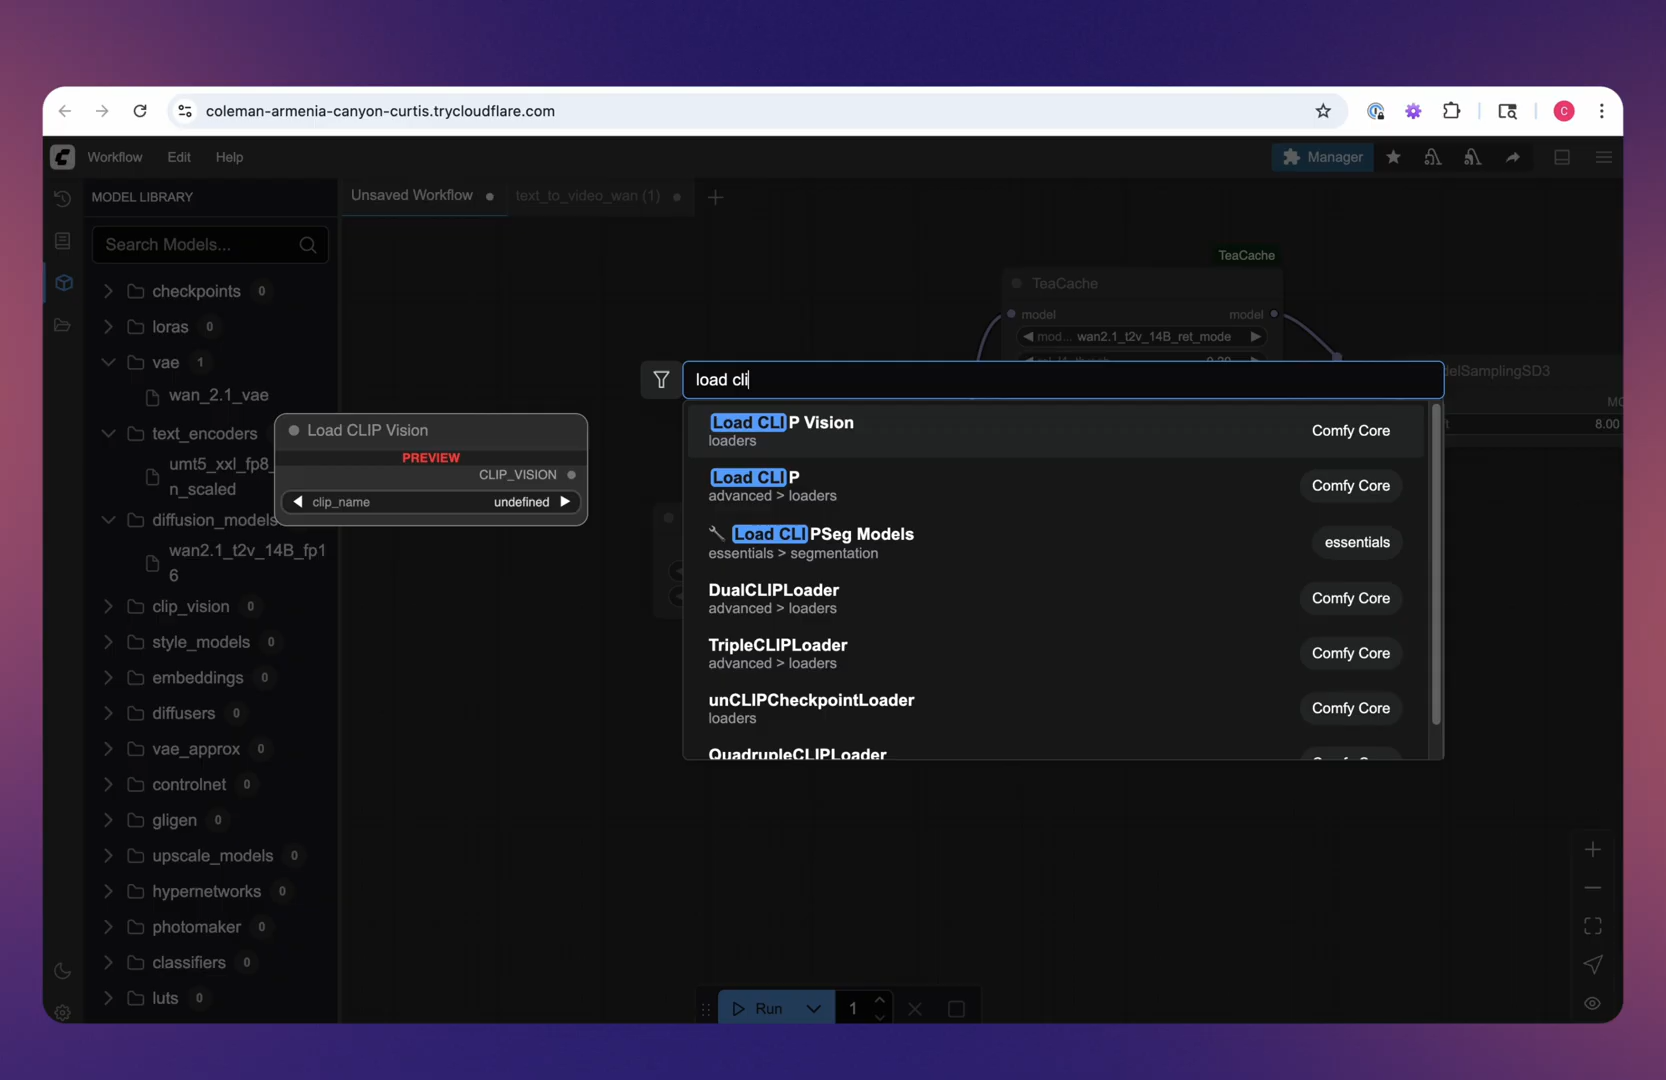 coleman-armenia-canyon-curtis.trycloudflare.com
C
Workflow Edit Help
Manager
MODEL LIBRARY
Unsaved Workflow
text_to_video_wan (1)
Search Models...
checkpoints 0
loras 0
vae 1
wan_2.1_vae
text_encoders
umt5_xxl_fp8_
n_scaled
diffusion_models
wan2.1_t2v_14B_fp1
6
clip_vision 0
style_models 0
embeddings 0
diffusers 0
vae_approx 0
controlnet 0
gligen 0
upscale_models 0
hypernetworks 0
photomaker 0
classifiers 0
luts 0
Load CLIP Vision
PREVIEW
CLIP_VISION
clip_name undefined
TeaCache
TeaCache
model model
mod... wan2.1_t2v_14B_ret_mode
0.20
delSamplingSD3
MO
8.00
load cli
Load CLIP Vision
loaders
Comfy Core
Load CLIP
advanced > loaders
Comfy Core
Load CLIPSeg Models
essentials > segmentation
essentials
DualCLIPLoader
advanced > loaders
Comfy Core
TripleCLIPLoader
advanced > loaders
Comfy Core
unCLIPCheckpointLoader
loaders
Comfy Core
QuadrupleCLIPLoader
Run
1